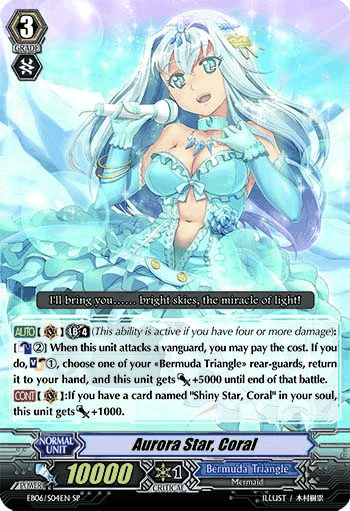 3
GRADE
I'll bring you...... bright skies, the miracle of light!
AUTO [ ] LB4 (This ability is active if you have four or more damage):
[ ②] When this unit attacks a vanguard, you may pay the cost. If you
do, V ①, choose one of your «Bermuda Triangle» rear-guards, return
it to your hand, and this unit gets +5000 until end of that battle.
CONT [ ]:If you have a card named "Shiny Star, Coral" in your soul,
this unit gets +1000.
NORMAL UNIT
Aurora Star, Coral
POWER 10000 1 CRITICAL
Bermuda Triangle
Mermaid
EB06/S04EN SP
ILLUST / 木村樹崇